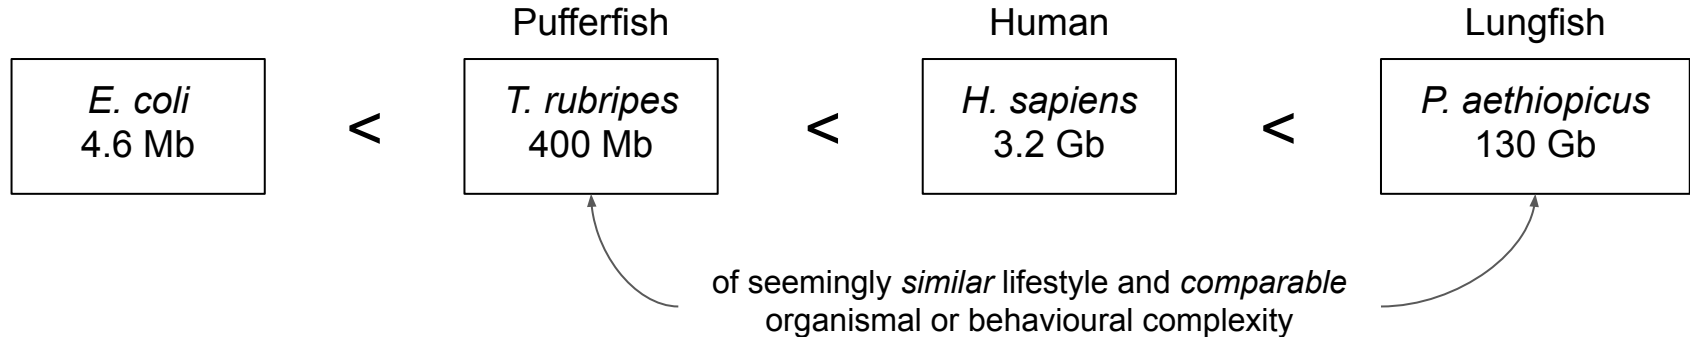 Pufferfish
Human
Lungfish
E. coli
4.6 Mb
<
T. rubripes
400 Mb
<
H. sapiens
3.2 Gb
<
P. aethiopicus
130 Gb
of seemingly similar lifestyle and comparable
organismal or behavioural complexity